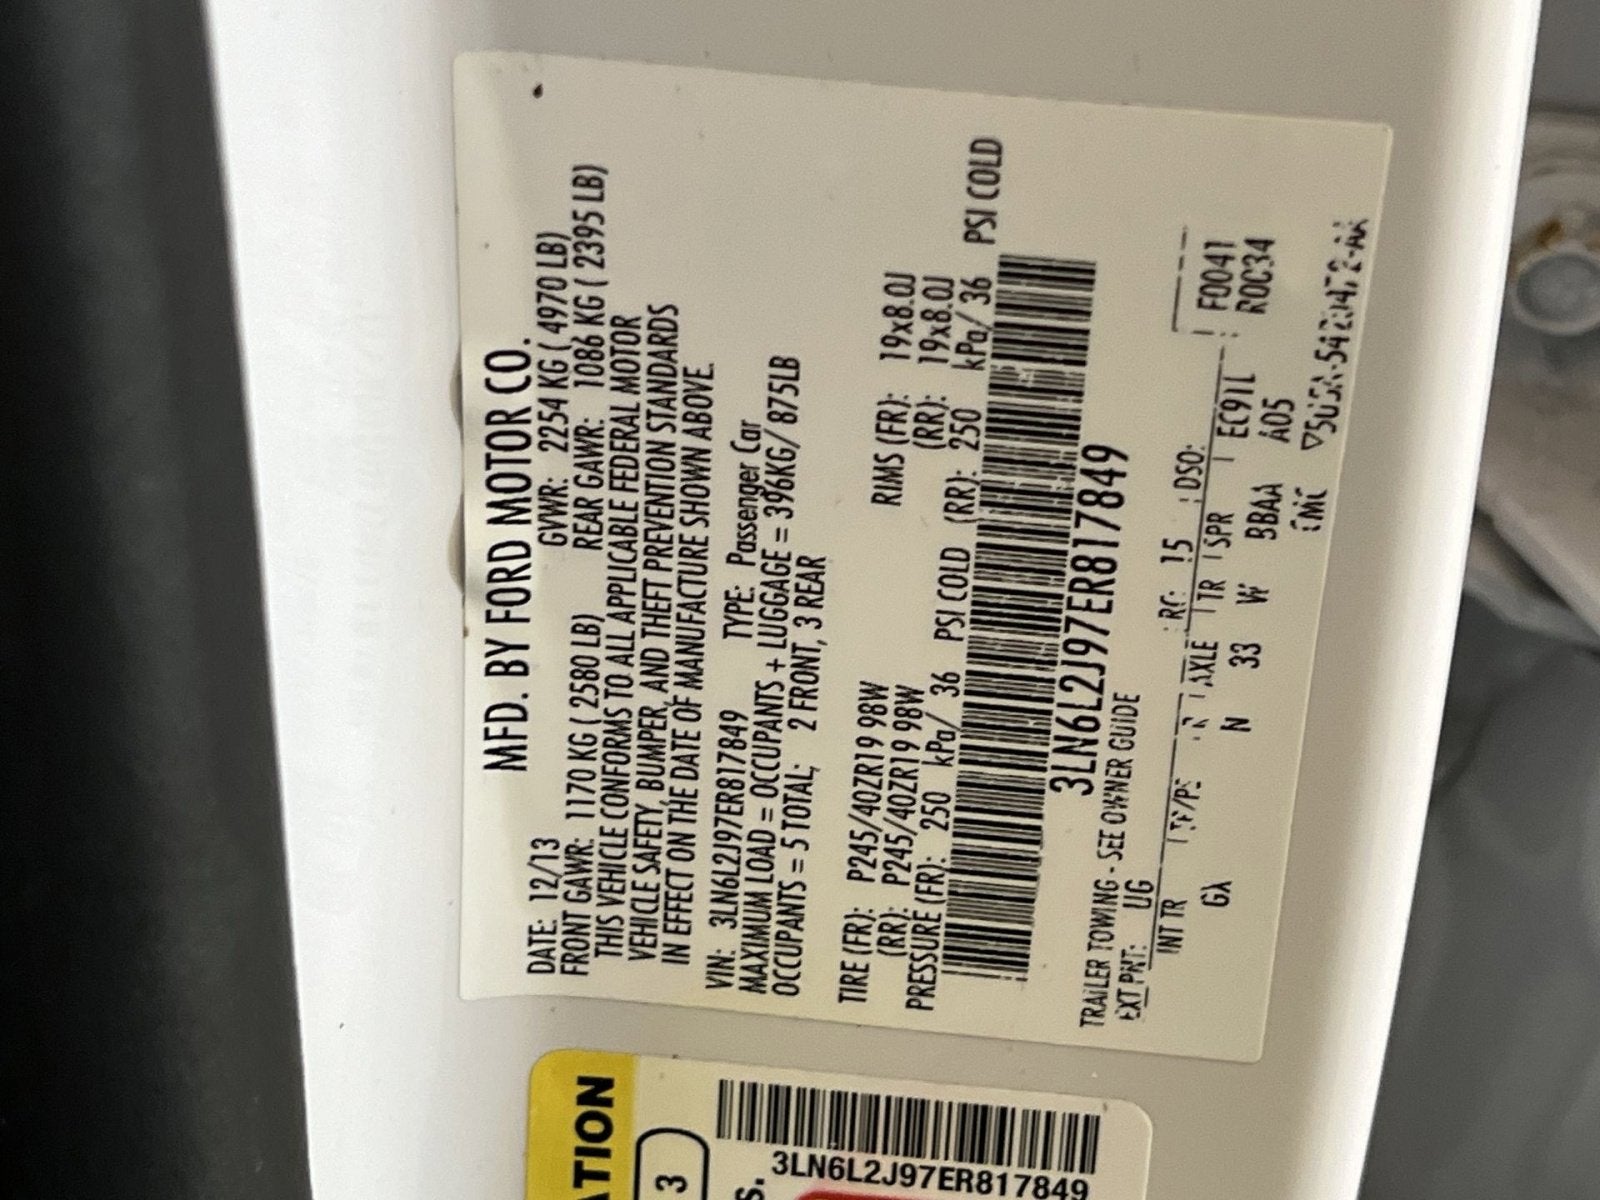 MFD. BY FORD MOTOR CO.
DATE: 12/13 GVWR: 2254 KG ( 4970 LB)
FRONT GAWR: 1170 KG ( 2580 LB) REAR GAWR: 1086 KG ( 2395 LB)
THIS VEHICLE CONFORMS TO ALL APPLICABLE FEDERAL MOTOR
VEHICLE SAFETY, BUMPER, AND THEFT PREVENTION STANDARDS
IN EFFECT ON THE DATE OF MANUFACTURE SHOWN ABOVE.
VIN: 3LN6L2J97ER817849 TYPE: Passenger Car
MAXIMUM LOAD = OCCUPANTS + LUGGAGE = 396KG/ 875LB
OCCUPANTS = 5 TOTAL; 2 FRONT, 3 REAR
TIRE (FR): P245/40ZR19 98W RIMS (FR): 19x8.0J
(RR): P245/40ZR19 98W (RR): 19x8.0J
PRESSURE (FR): 250 kPa/ 36 PSI COLD (RR): 250 kPa/ 36 PSI COLD
3LN6L2J97ER817849
TRAILER TOWING - SEE OWNER GUIDE
EXT PNT: UG RC: 15 DSO: F0041
INT TR TP/PS R AXLE TR SPR EC91L R0C34
GA N 33 W BBAA A05
ATION
3
S.
3LN6L2J97ER817849